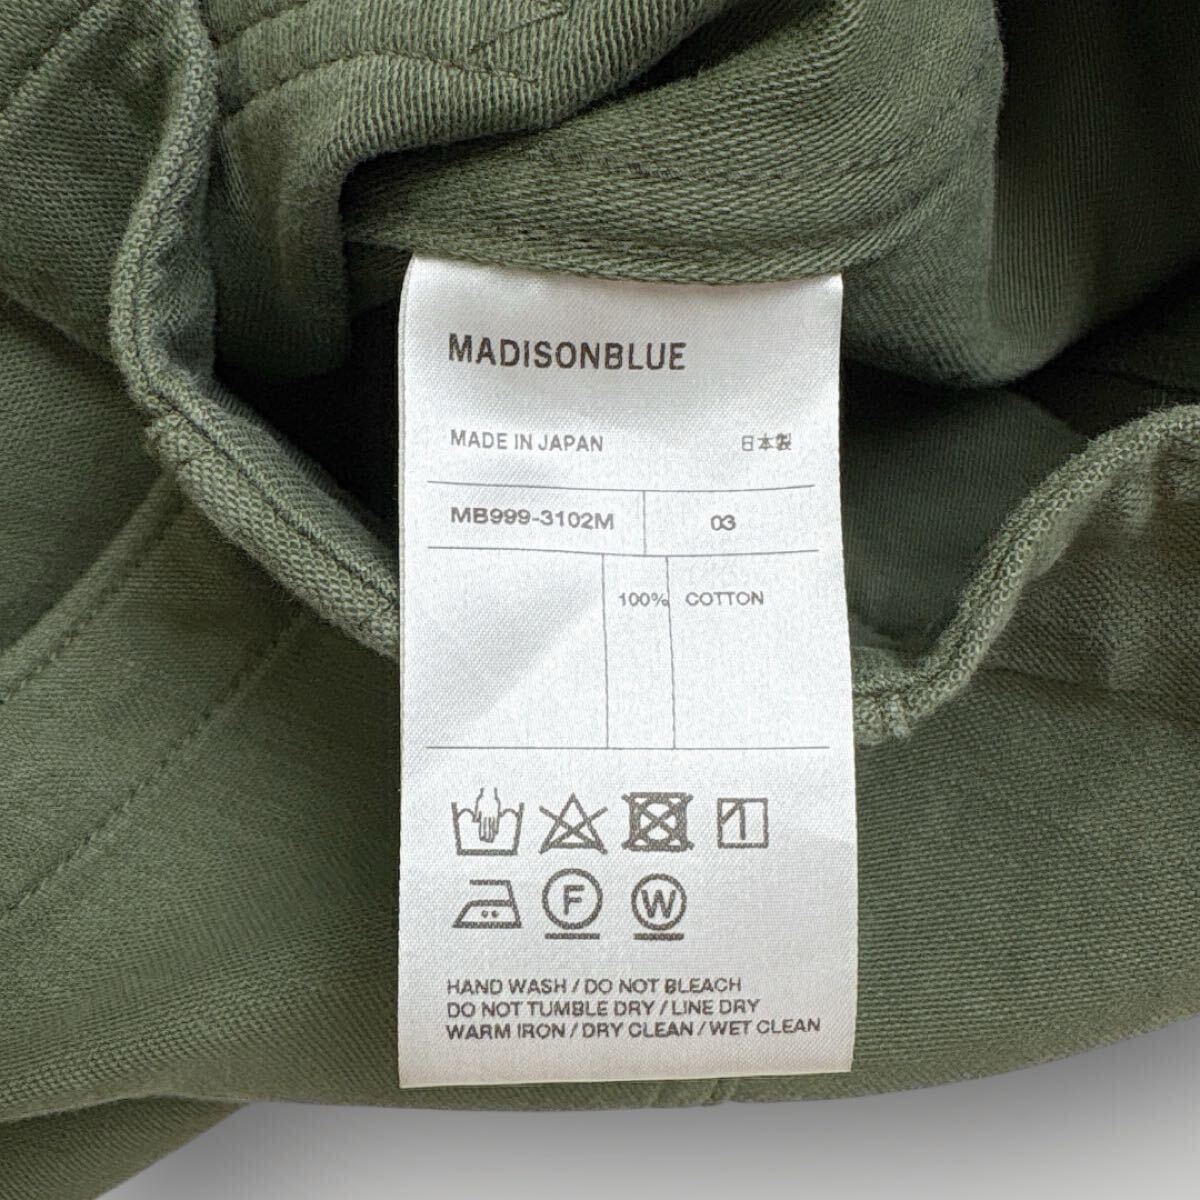 MADISONBLUE
MADE IN JAPAN 日本製
MB999-3102M 03
100% COTTON
F W
HAND WASH / DO NOT BLEACH
DO NOT TUMBLE DRY / LINE DRY
WARM IRON / DRY CLEAN / WET CLEAN